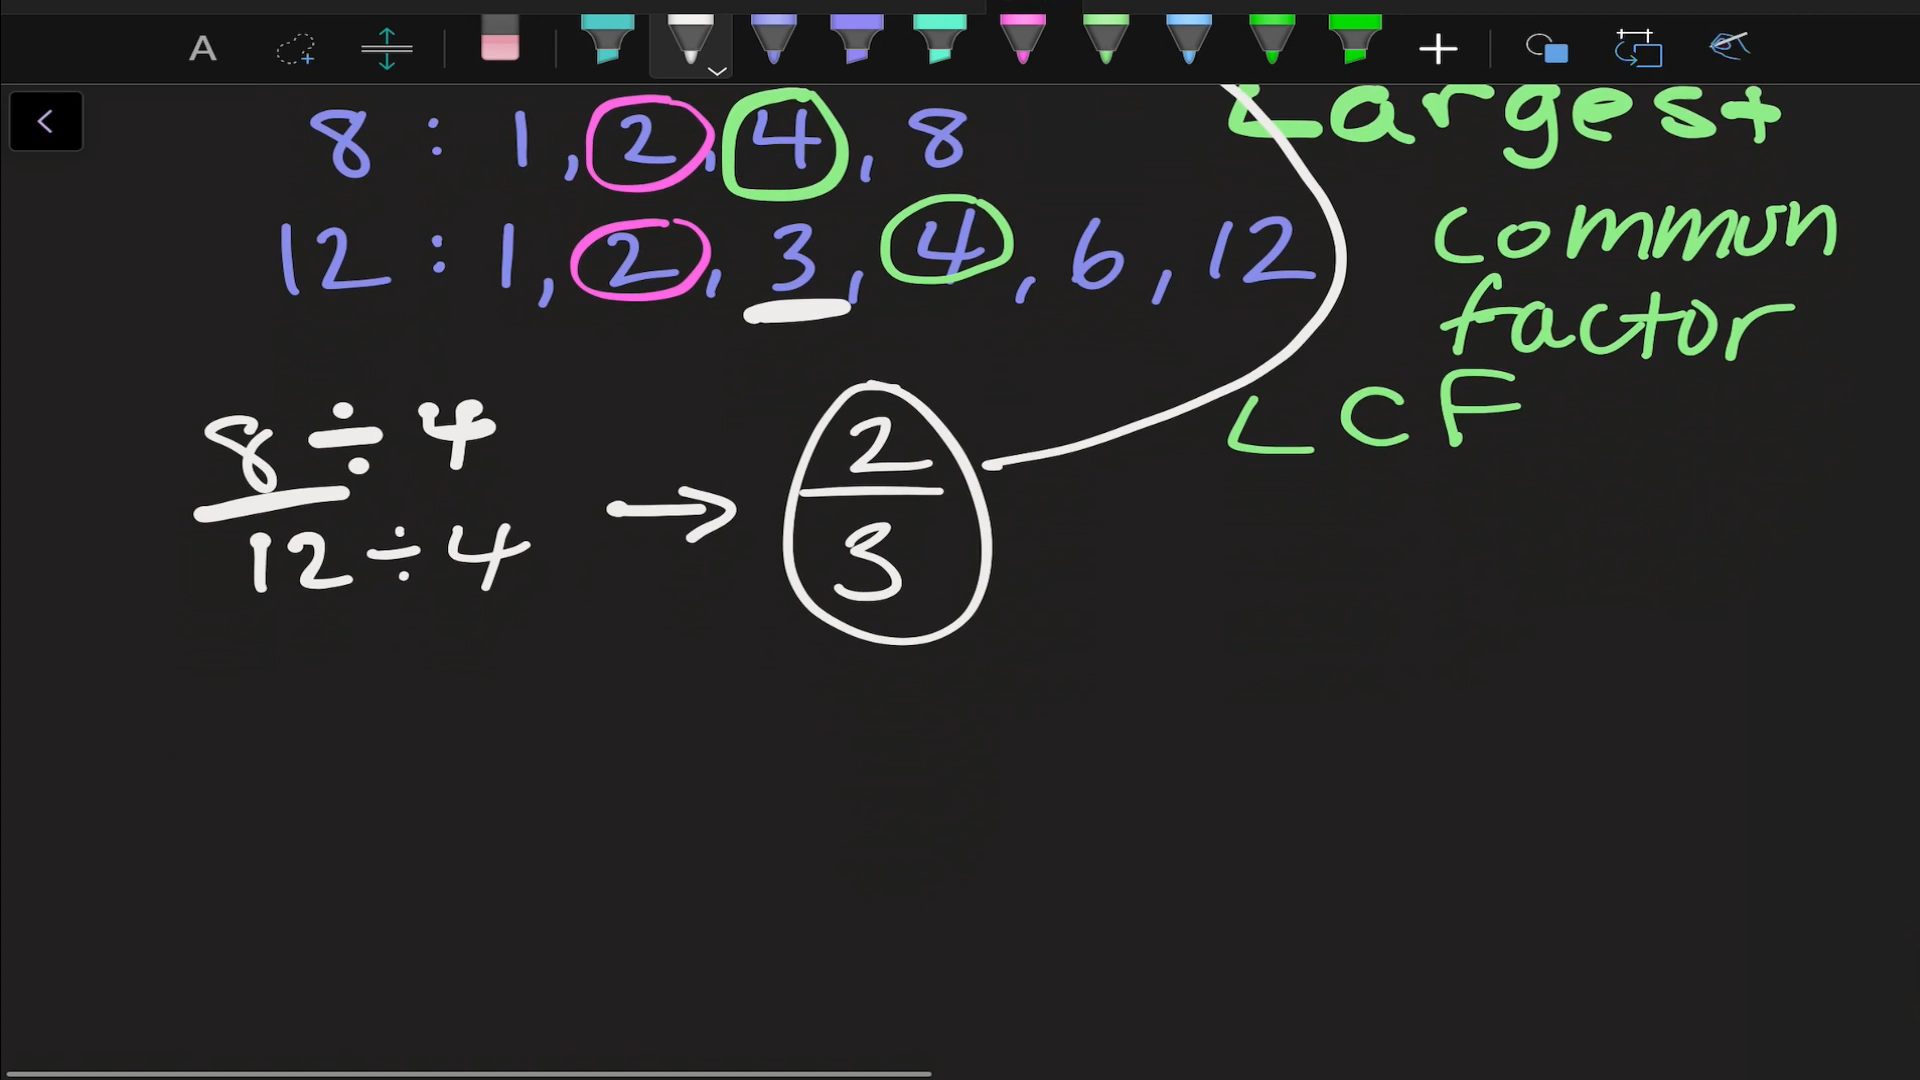 A
8 : 1, 2, 4, 8
12 : 1, 2, 3, 4, 6, 12
Largest
common
factor
LCF
8 ÷ 4
12 ÷ 4
→
2
3